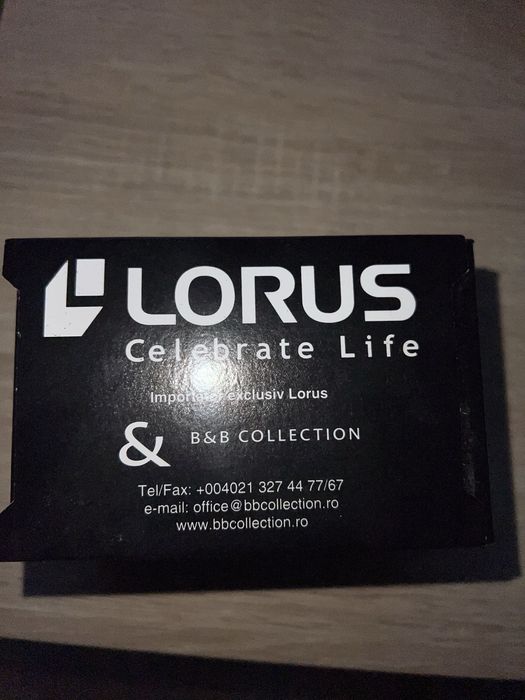 LORUS
Celebrate Life
Importator exclusiv Lorus
& B&B COLLECTION
Tel/Fax: +004021 327 44 77/67
e-mail: office@bbcollection.ro
www.bbcollection.ro